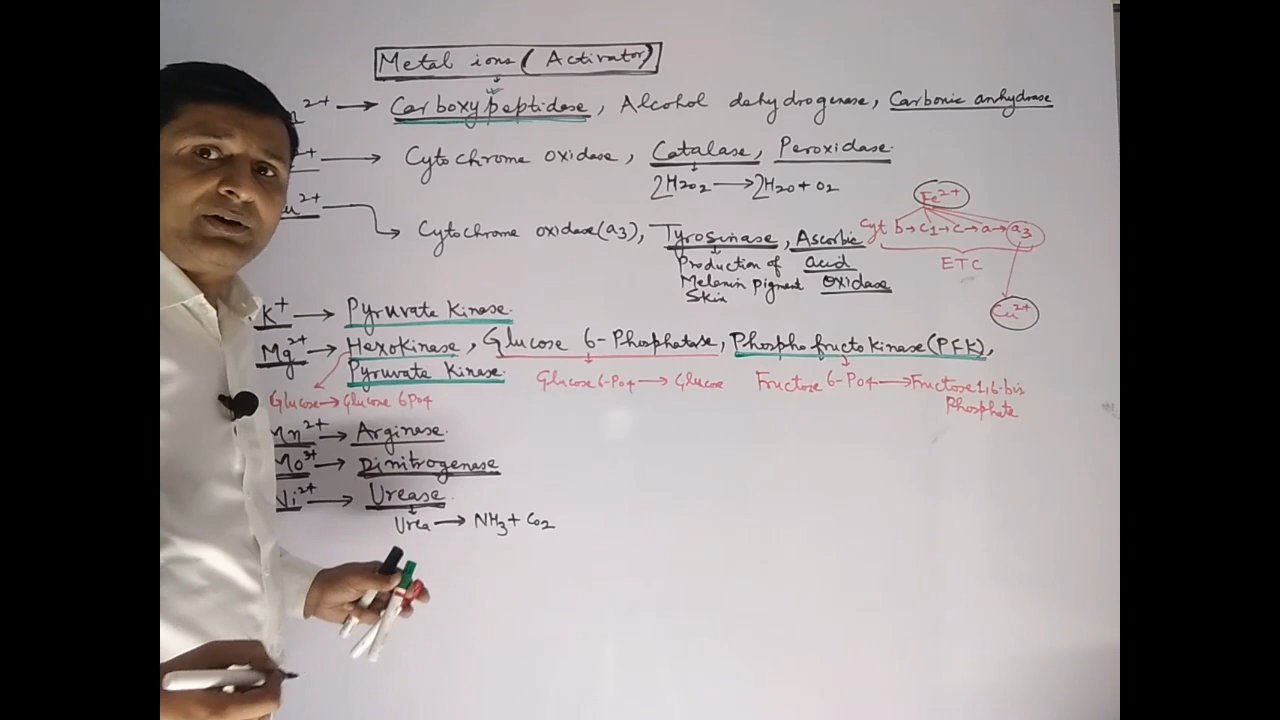 Metal ions (Activator)
n2+ → Carboxypeptidase, Alcohol dehydrogenase, Carbonic anhydrase
2+ → Cytochrome oxidase, Catalase, Peroxidase.
2H2O2 → 2H2O + O2
Fe2+
u2+ → Cytochrome oxidase(a3), Tyrosinase, Ascorbic acid oxidase
Production of Melanin pigment Skin
Cyt b→c1→c→a→a3
ETC
Cu2+
K+ → Pyruvate Kinase.
Mg2+ → Hexokinase, Glucose 6-Phosphatase, Phosphofructokinase(PFK),
Pyruvate Kinase.
Glucose 6-PO4 → Glucose
Fructose 6-PO4 → Fructose 1,6-bis Phosphate
Glucose → Glucose 6PO4
Mn2+ → Arginase.
Mo3+ → Dinitrogenase
Ni2+ → Urease.
Urea → NH3 + CO2